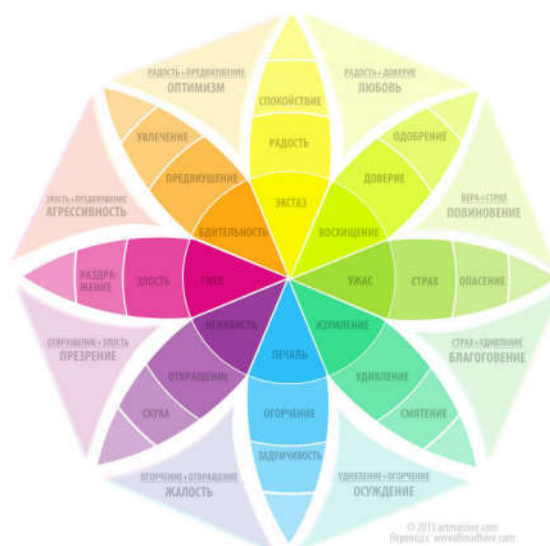 РАДОСТЬ + ПРЕДВКУШЕНИЕ
ОПТИМИЗМ
РАДОСТЬ + ДОВЕРИЕ
ЛЮБОВЬ
СПОКОЙСТВИЕ
РАДОСТЬ
ЭКСТАЗ
УВЛЕЧЕНИЕ
ПРЕДВКУШЕНИЕ
БДИТЕЛЬНОСТЬ
ОДОБРЕНИЕ
ДОВЕРИЕ
ВОСХИЩЕНИЕ
ЗЛОСТЬ + ПРЕДВКУШЕНИЕ
АГРЕССИВНОСТЬ
ВЕРА + СТРАХ
ПОВИНОВЕНИЕ
РАЗДРА-
ЖЕНИЕ
ЗЛОСТЬ
ГНЕВ
УЖАС
СТРАХ
ОПАСЕНИЕ
ОТВРАЩЕНИЕ + ЗЛОСТЬ
ПРЕЗРЕНИЕ
СТРАХ + УДИВЛЕНИЕ
БЛАГОГОВЕНИЕ
НЕНАВИСТЬ
ОТВРАЩЕНИЕ
СКУКА
ИЗУМЛЕНИЕ
УДИВЛЕНИЕ
СМЯТЕНИЕ
ПЕЧАЛЬ
ОГОРЧЕНИЕ
ЗАДУМЧИВОСТЬ
ОГОРЧЕНИЕ + ОТВРАЩЕНИЕ
ЖАЛОСТЬ
УДИВЛЕНИЕ + ОГОРЧЕНИЕ
ОСУЖДЕНИЕ
© 2011 artmassive.com
Перевод с